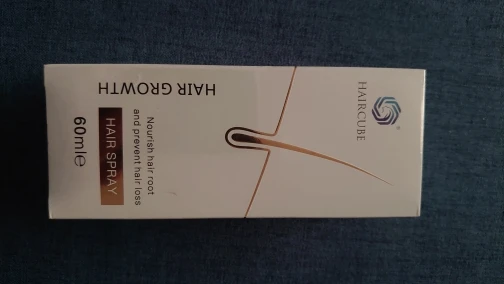 HAIRCUBE
HAIR GROWTH
Nourish hair root
and prevent hair loss
HAIR SPRAY
60ml℮